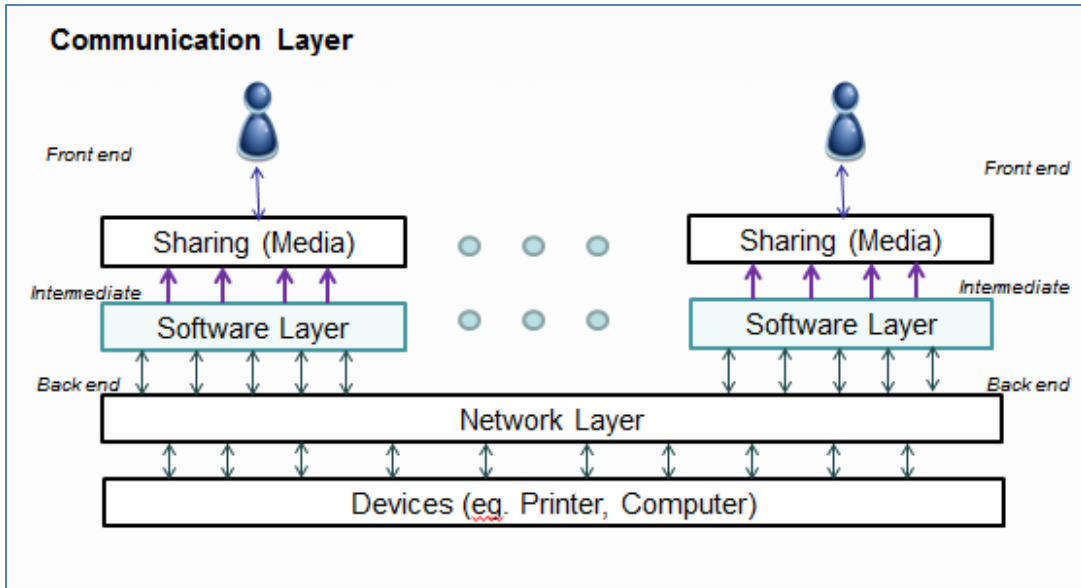 Communication Layer
Front end
Front end
Sharing (Media)
Sharing (Media)
Intermediate
Intermediate
Software Layer
Software Layer
Back end
Back end
Network Layer
Devices (eg. Printer, Computer)